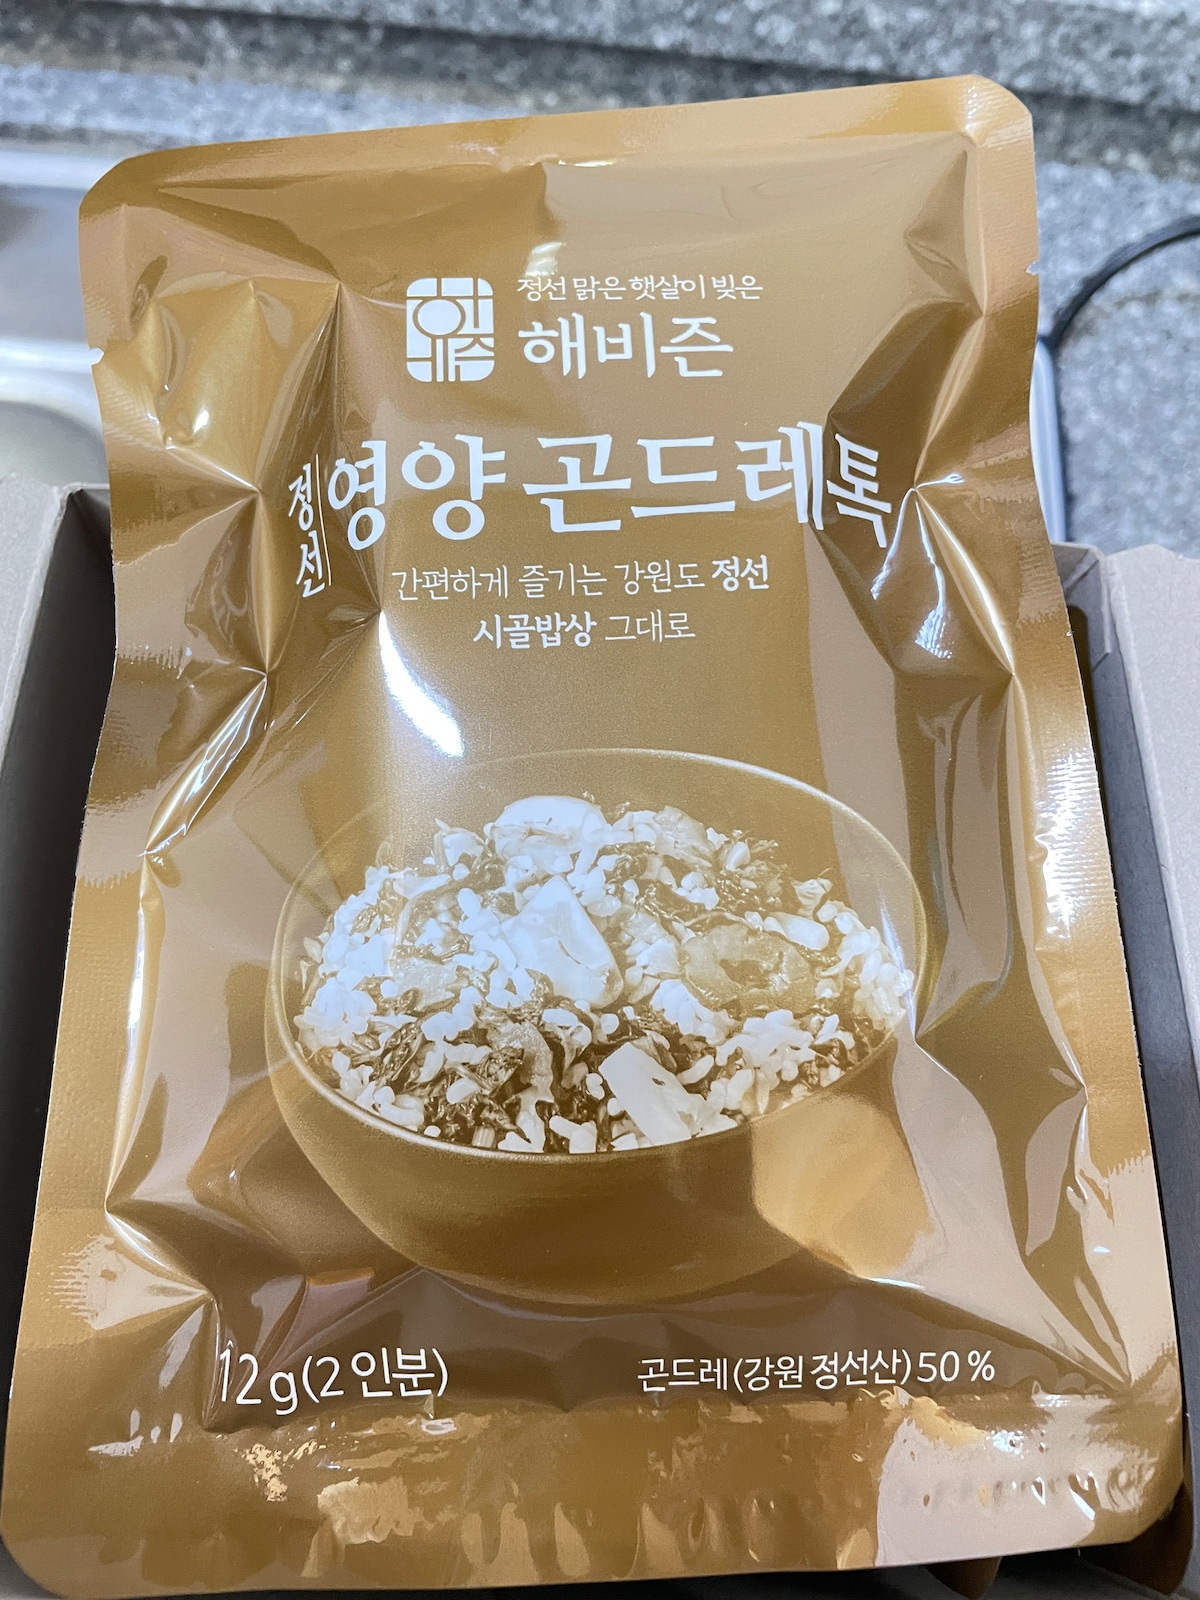 정선 맑은 햇살이 빚은
해비즌
정선 영양 곤드레톡
간편하게 즐기는 강원도 정선
시골밥상 그대로
12g(2인분)
곤드레(강원 정선산) 50%